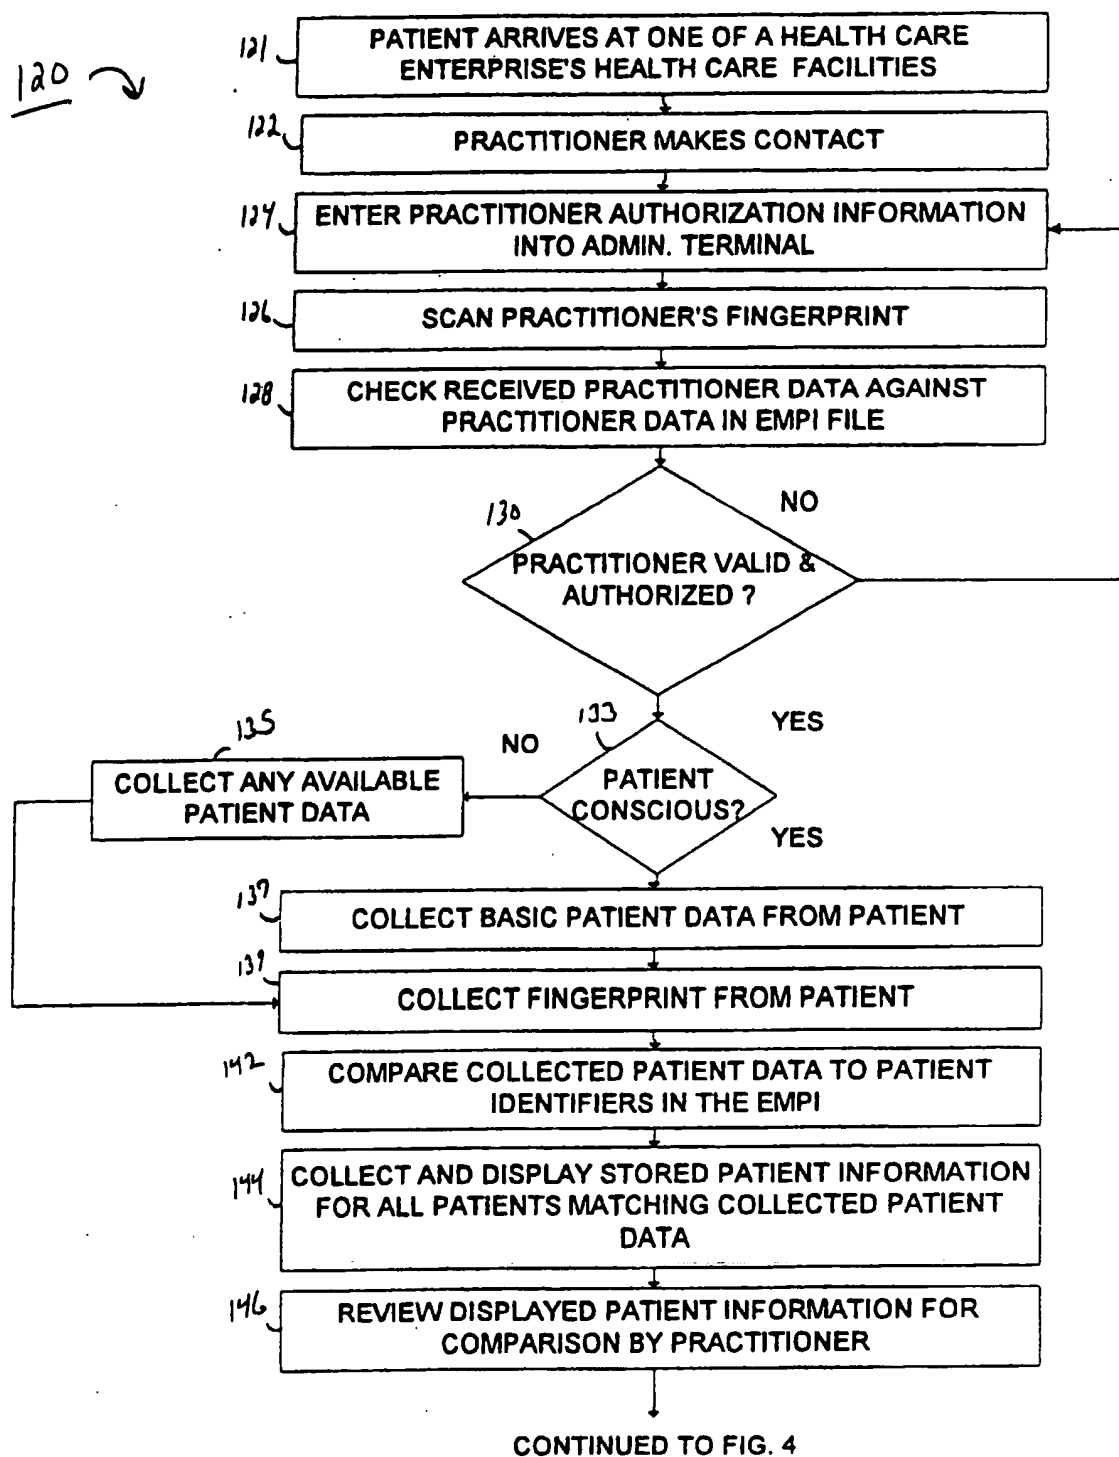 120
121
PATIENT ARRIVES AT ONE OF A HEALTH CARE
ENTERPRISE'S HEALTH CARE FACILITIES
122
PRACTITIONER MAKES CONTACT
124
ENTER PRACTITIONER AUTHORIZATION INFORMATION
INTO ADMIN. TERMINAL
126
SCAN PRACTITIONER'S FINGERPRINT
128
CHECK RECEIVED PRACTITIONER DATA AGAINST
PRACTITIONER DATA IN EMPI FILE
130
NO
PRACTITIONER VALID &
AUTHORIZED ?
133
YES
135
NO
COLLECT ANY AVAILABLE
PATIENT DATA
PATIENT
CONSCIOUS?
YES
137
COLLECT BASIC PATIENT DATA FROM PATIENT
139
COLLECT FINGERPRINT FROM PATIENT
142
COMPARE COLLECTED PATIENT DATA TO PATIENT
IDENTIFIERS IN THE EMPI
144
COLLECT AND DISPLAY STORED PATIENT INFORMATION
FOR ALL PATIENTS MATCHING COLLECTED PATIENT
DATA
146
REVIEW DISPLAYED PATIENT INFORMATION FOR
COMPARISON BY PRACTITIONER
CONTINUED TO FIG. 4